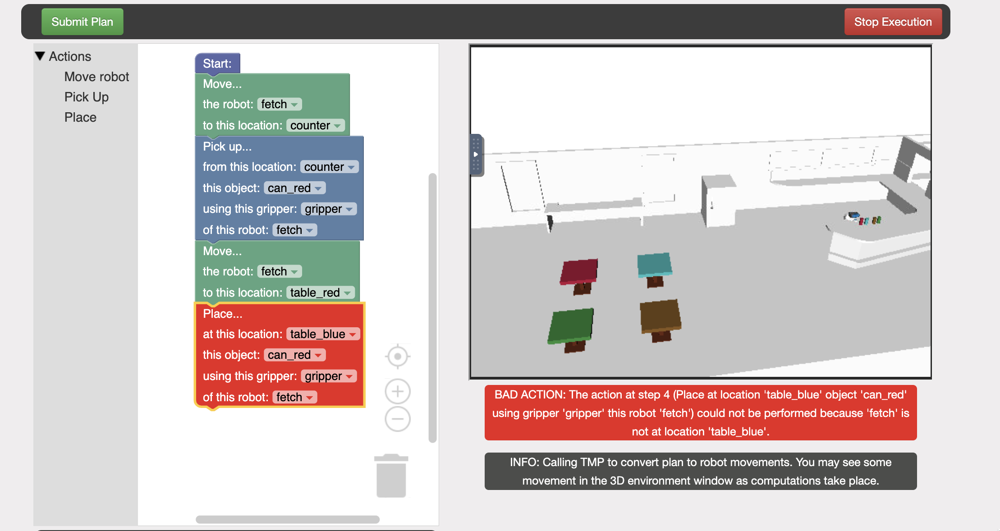 Submit Plan
Stop Execution
Actions
Move robot
Pick Up
Place
Start:
Move...
the robot: fetch
to this location: counter
Pick up...
from this location: counter
this object: can_red
using this gripper: gripper
of this robot: fetch
Move...
the robot: fetch
to this location: table_red
Place...
at this location: table_blue
this object: can_red
using this gripper: gripper
of this robot: fetch
BAD ACTION: The action at step 4 (Place at location 'table_blue' object 'can_red'
using gripper 'gripper' this robot 'fetch') could not be performed because 'fetch' is
not at location 'table_blue'.
INFO: Calling TMP to convert plan to robot movements. You may see some
movement in the 3D environment window as computations take place.